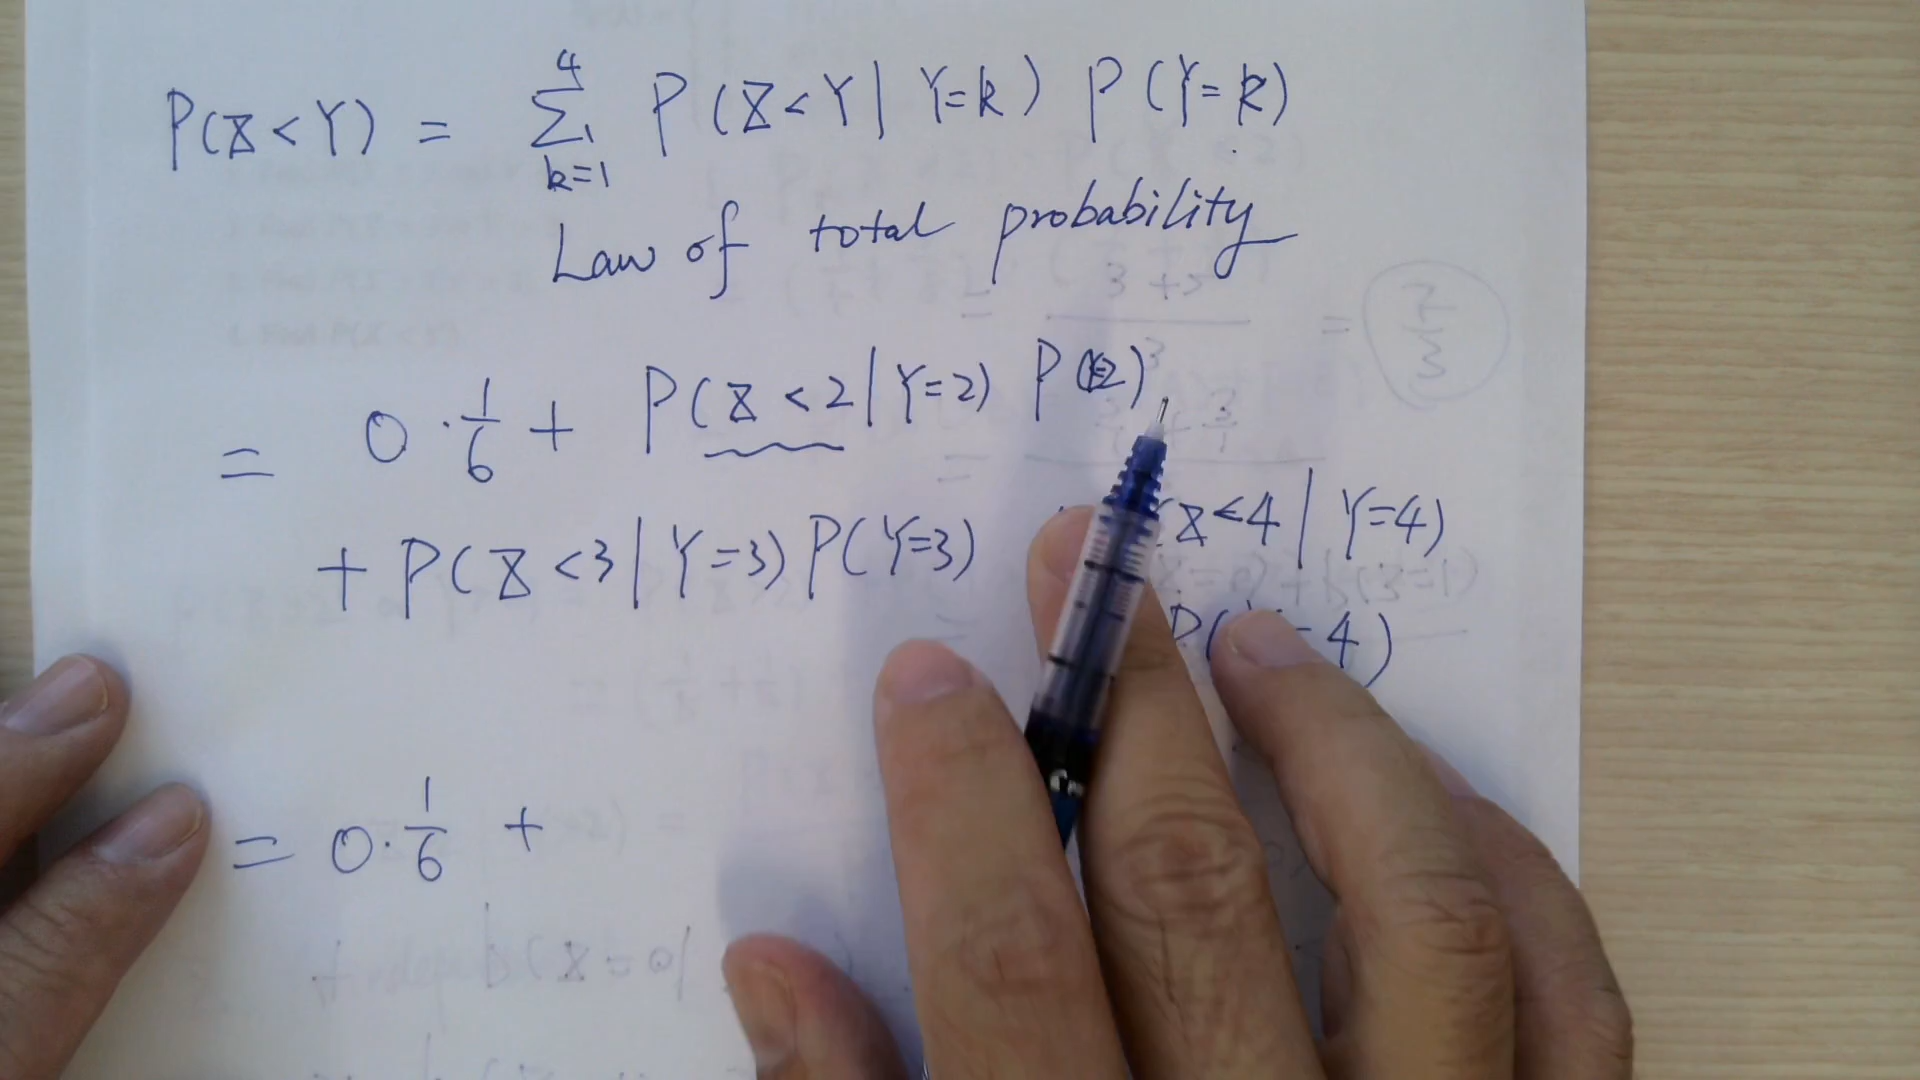 P(Z < Y) = ∑_{k=1}^{4} P(Z < Y | Y=k) P(Y=k)
Law of total probability
= 0 · 1/6 + P(Z < 2 | Y=2) P(Y=2)
+ P(Z < 3 | Y=3) P(Y=3) (Z < 4 | Y=4)
P( = 4)
= 0 · 1/6 +